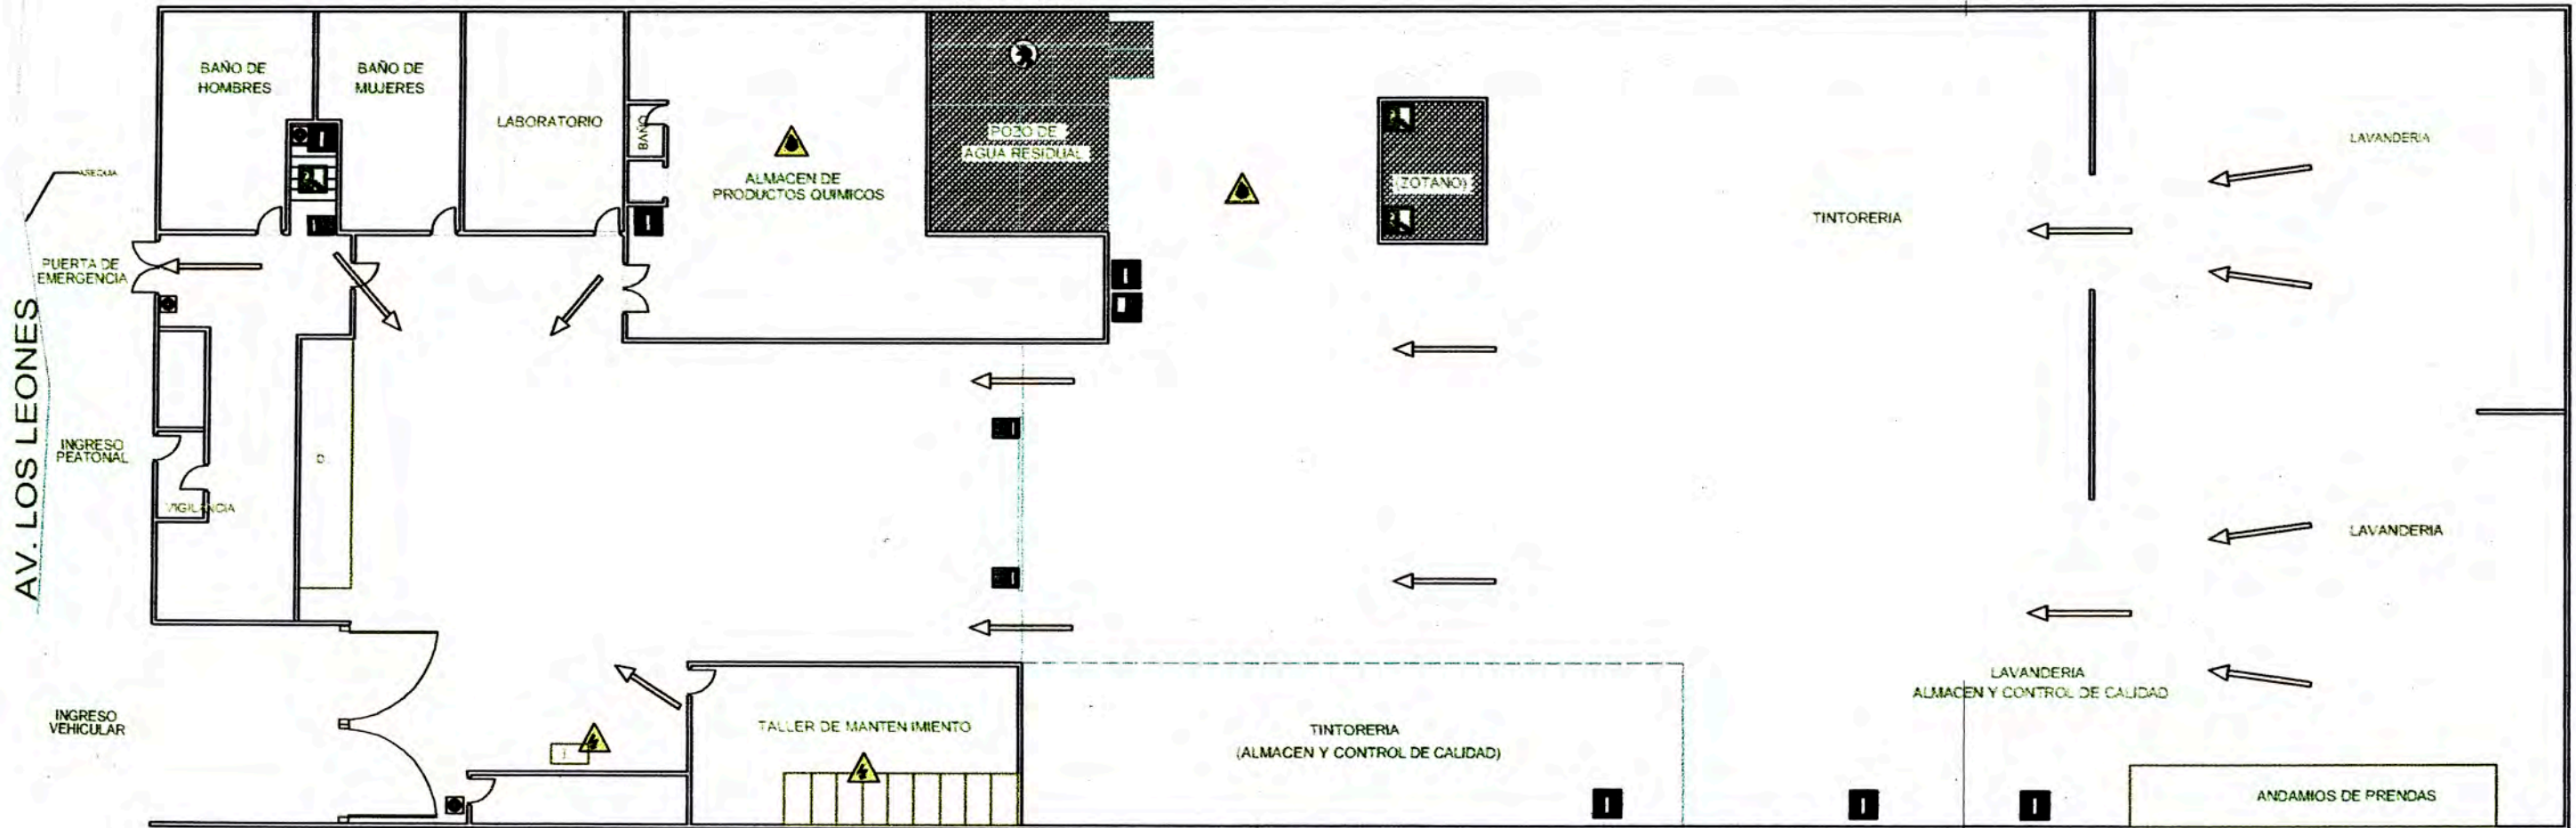 BAÑO DE
HOMBRES
BAÑO DE
MUJERES
LABORATORIO
BAÑO
ALMACEN DE
PRODUCTOS QUIMICOS
POZO DE
AGUA RESIDUAL
(ZOTANO)
TINTORERIA
LAVANDERIA
PUERTA DE
EMERGENCIA
AV. LOS LEONES
INGRESO
PEATONAL
VIGILANCIA
D
LAVANDERIA
INGRESO
VEHICULAR
TALLER DE MANTENIMIENTO
TINTORERIA
(ALMACEN Y CONTROL DE CALIDAD)
LAVANDERIA
ALMACEN Y CONTROL DE CALIDAD
ANDAMIOS DE PRENDAS